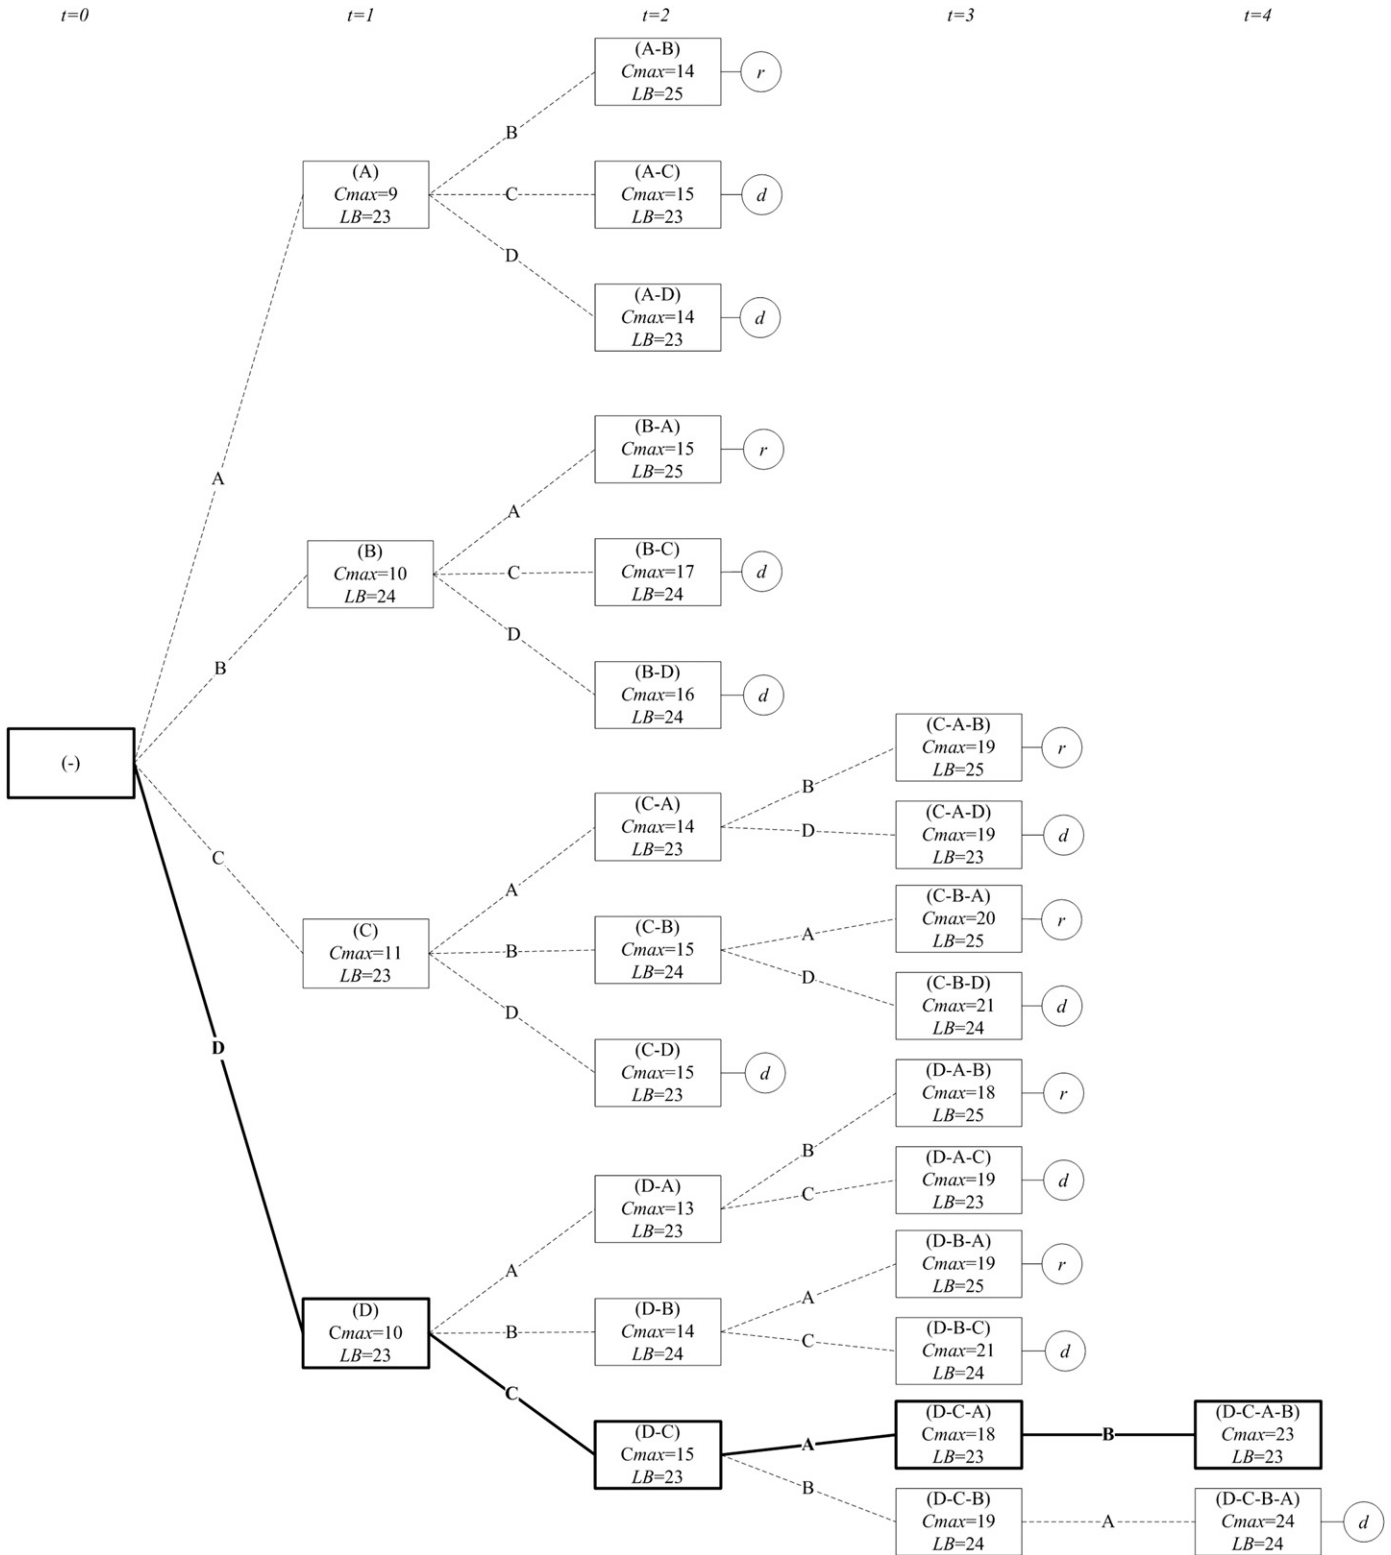 t=0
t=1
t=2
t=3
t=4
(A-B)
Cmax=14
LB=25
r
B
(A)
Cmax=9
LB=23
C
(A-C)
Cmax=15
LB=23
d
D
(A-D)
Cmax=14
LB=23
d
A
(B-A)
Cmax=15
LB=25
r
A
(B)
Cmax=10
LB=24
C
(B-C)
Cmax=17
LB=24
d
D
(B-D)
Cmax=16
LB=24
d
B
(-)
(C-A-B)
Cmax=19
LB=25
r
B
(C-A)
Cmax=14
LB=23
D
(C-A-D)
Cmax=19
LB=23
d
C
A
(C)
Cmax=11
LB=23
B
(C-B)
Cmax=15
LB=24
A
(C-B-A)
Cmax=20
LB=25
r
D
(C-B-D)
Cmax=21
LB=24
d
D
(C-D)
Cmax=15
LB=23
d
D
(D-A-B)
Cmax=18
LB=25
r
B
(D-A)
Cmax=13
LB=23
C
(D-A-C)
Cmax=19
LB=23
d
A
(D)
Cmax=10
LB=23
B
(D-B)
Cmax=14
LB=24
A
(D-B-A)
Cmax=19
LB=25
r
C
(D-B-C)
Cmax=21
LB=24
d
C
(D-C)
Cmax=15
LB=23
A
(D-C-A)
Cmax=18
LB=23
B
(D-C-A-B)
Cmax=23
LB=23
B
(D-C-B)
Cmax=19
LB=24
A
(D-C-B-A)
Cmax=24
LB=24
d